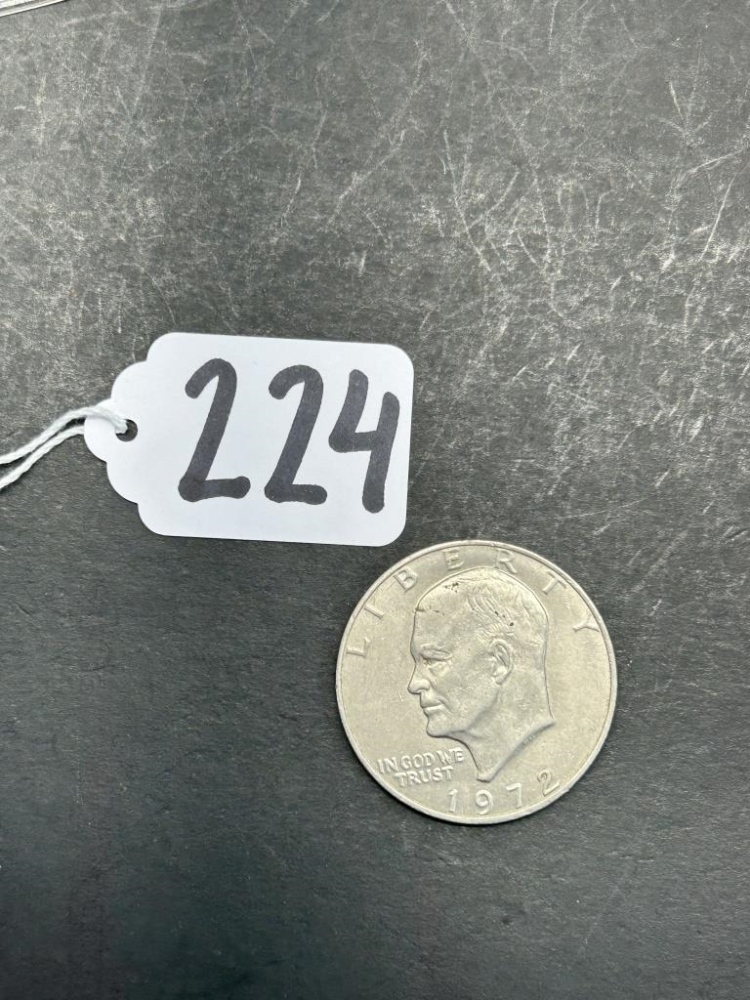 224
LIBERTY
IN GOD WE
TRUST
1972